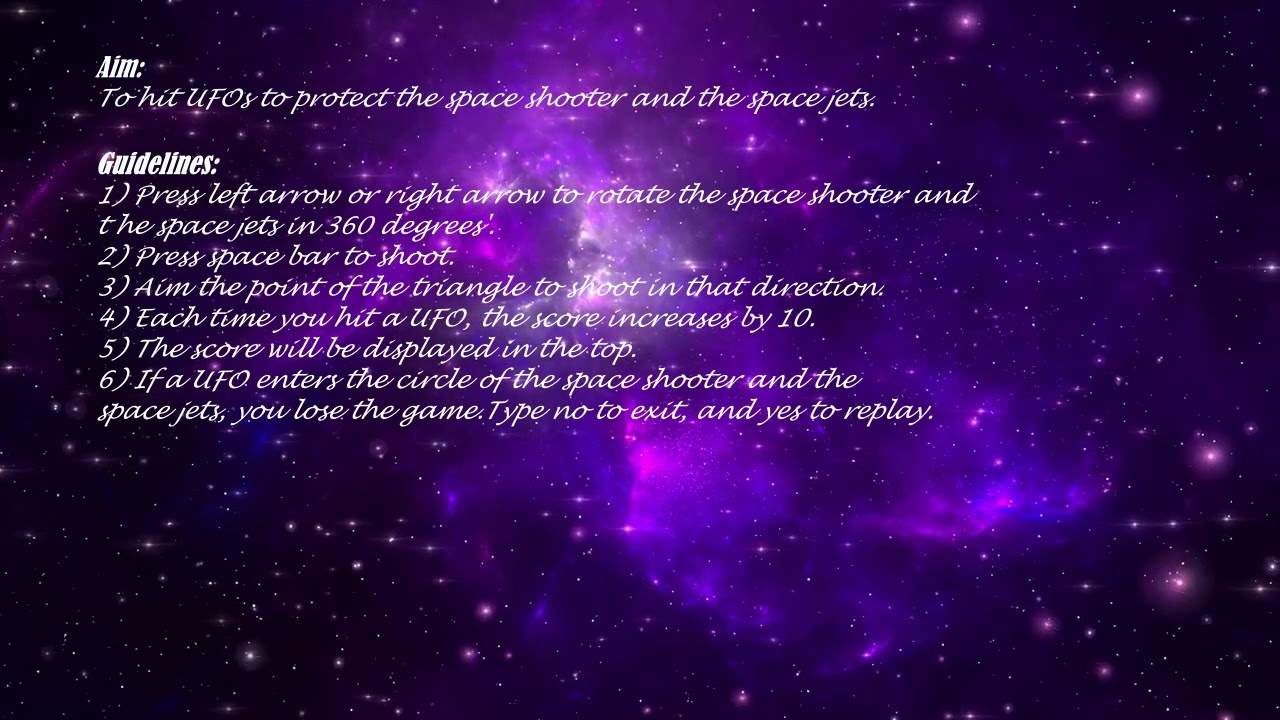 Aim:
To hit UFOs to protect the space shooter and the space jets.
Guidelines:
1) Press left arrow or right arrow to rotate the space shooter and
t he space jets in 360 degrees'.
2) Press space bar to shoot.
3) Aim the point of the triangle to shoot in that direction.
4) Each time you hit a UFO, the score increases by 10.
5) The score will be displayed in the top.
6) If a UFO enters the circle of the space shooter and the
space jets, you lose the game.Type no to exit, and yes to replay.